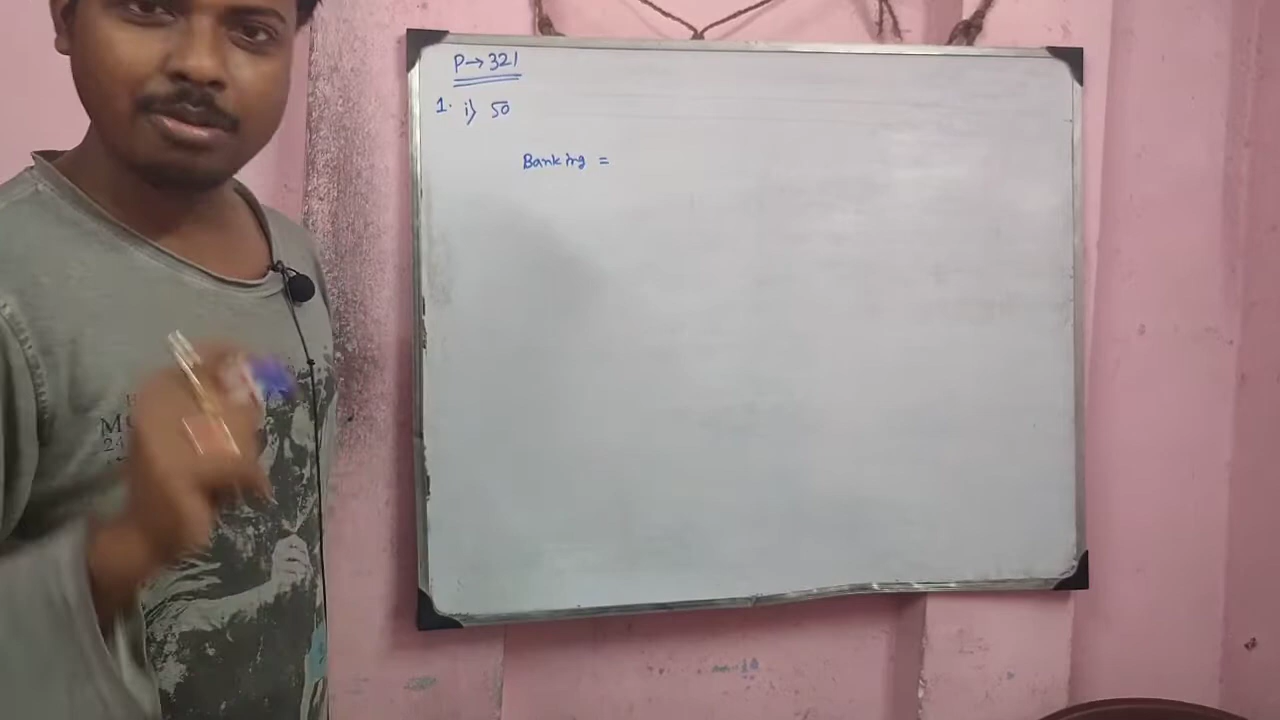 P→321
1. i) 50
Banking =